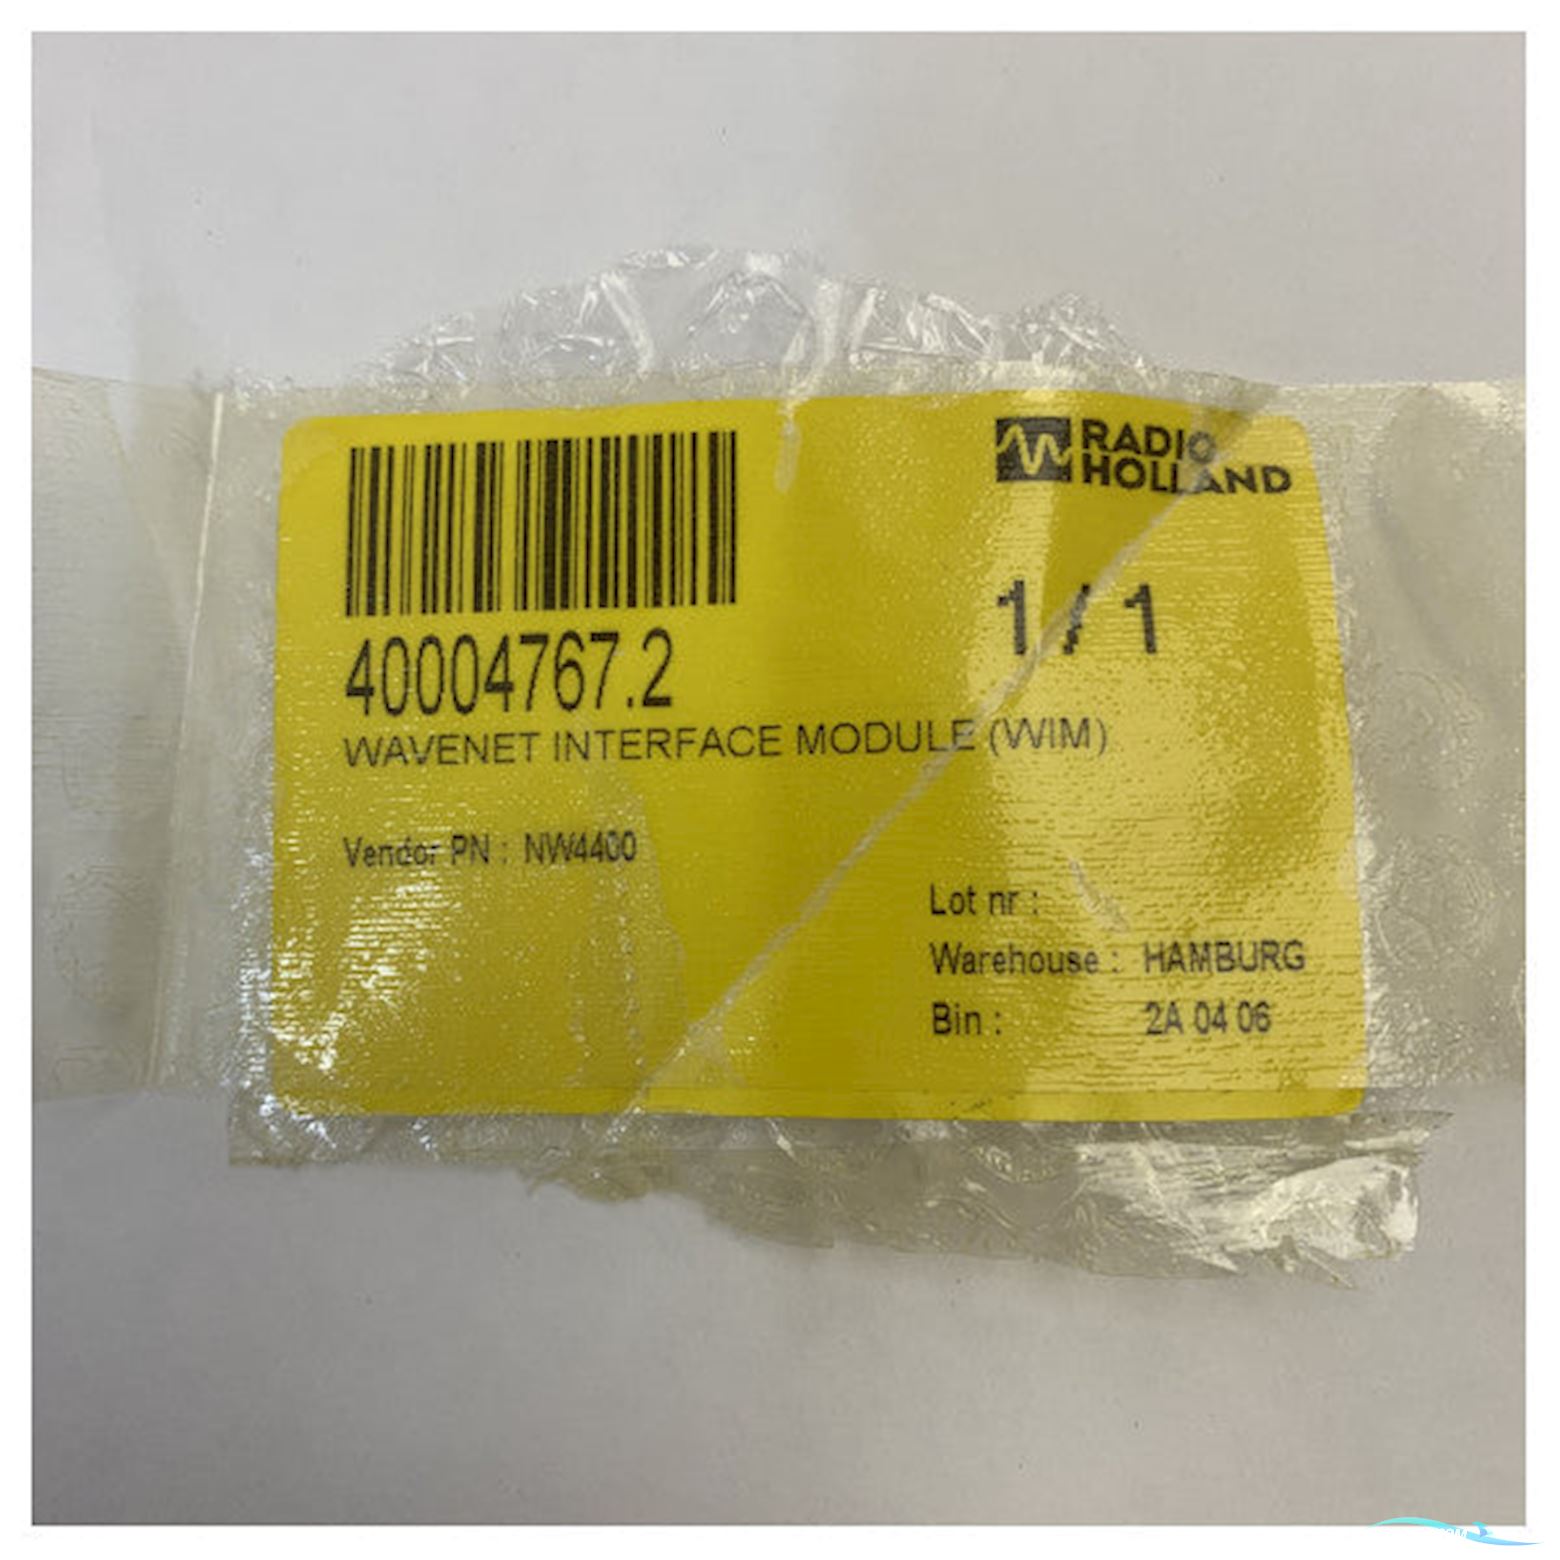 RADIO
HOLLAND
1 / 1
40004767.2
WAVENET INTERFACE MODULE (WIM)
Vendor PN : NW4400
Lot nr :
Warehouse : HAMBURG
Bin : 2A 04 06